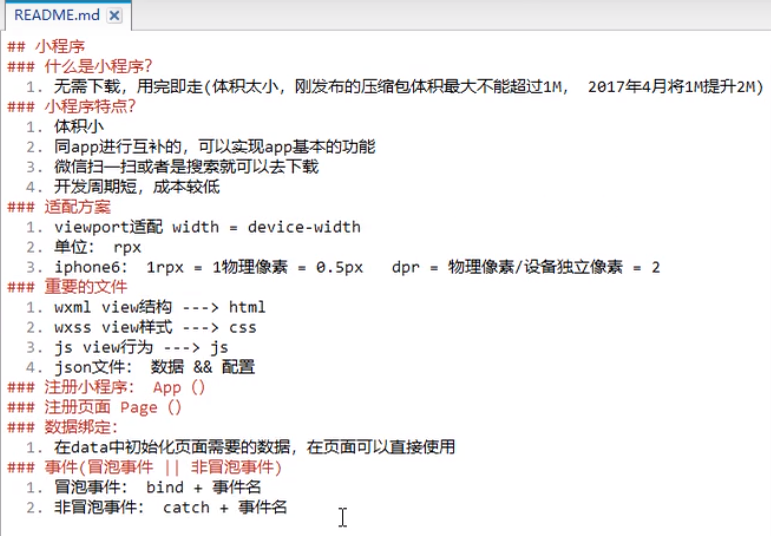 README.md
## 小程序
### 什么是小程序？
1. 无需下载，用完即走(体积太小，刚发布的压缩包体积最大不能超过1M， 2017年4月将1M提升2M)
### 小程序特点？
1. 体积小
2. 同app进行互补的，可以实现app基本的功能
3. 微信扫一扫或者是搜索就可以去下载
4. 开发周期短，成本较低
### 适配方案
1. viewport适配 width = device-width
2. 单位： rpx
3. iphone6： 1rpx = 1物理像素 = 0.5px   dpr = 物理像素/设备独立像素 = 2
### 重要的文件
1. wxml view结构 ---> html
2. wxss view样式 ---> css
3. js view行为 ---> js
4. json文件： 数据 && 配置
### 注册小程序： App（）
### 注册页面 Page（）
### 数据绑定：
1. 在data中初始化页面需要的数据，在页面可以直接使用
### 事件(冒泡事件 || 非冒泡事件)
1. 冒泡事件： bind + 事件名
2. 非冒泡事件： catch + 事件名